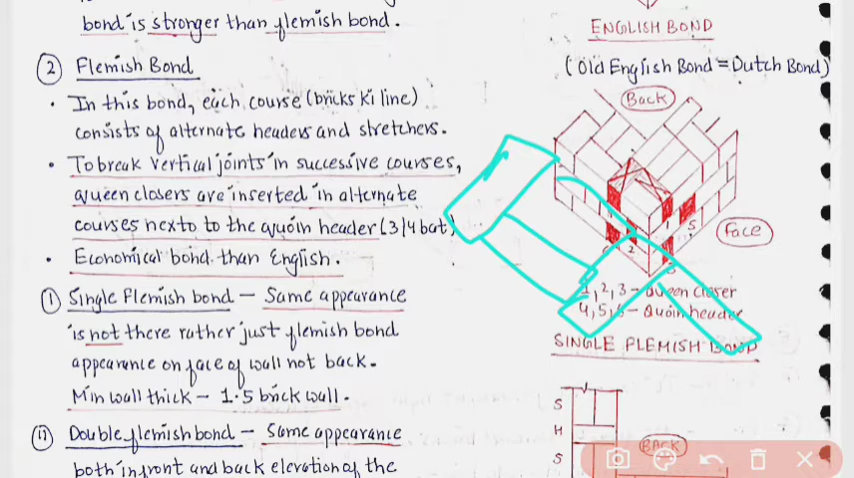 bond is stronger than flemish bond.
② Flemish Bond
• In this bond, each course (bricks ki line)
consists of alternate headers and stretchers.
• To break vertical joints in successive courses,
queen closers are inserted in alternate
courses nexto to the quoin header (3/4 bat)
• Economical bond than English.
① Single Flemish bond – Same appearance
is not there rather just flemish bond
appearance on face of wall not back.
Min wall thick – 1.5 brick wall.
(ii) Double flemish bond – Same appearance
both in front and back elevation of the
ENGLISH BOND
(Old English Bond = Dutch Bond)
Back
1
5
2
3
Face
1, 2, 3 – Queen closer
4, 5, 6 – Quoin header
SINGLE FLEMISH BOND
S
H
S
BACK